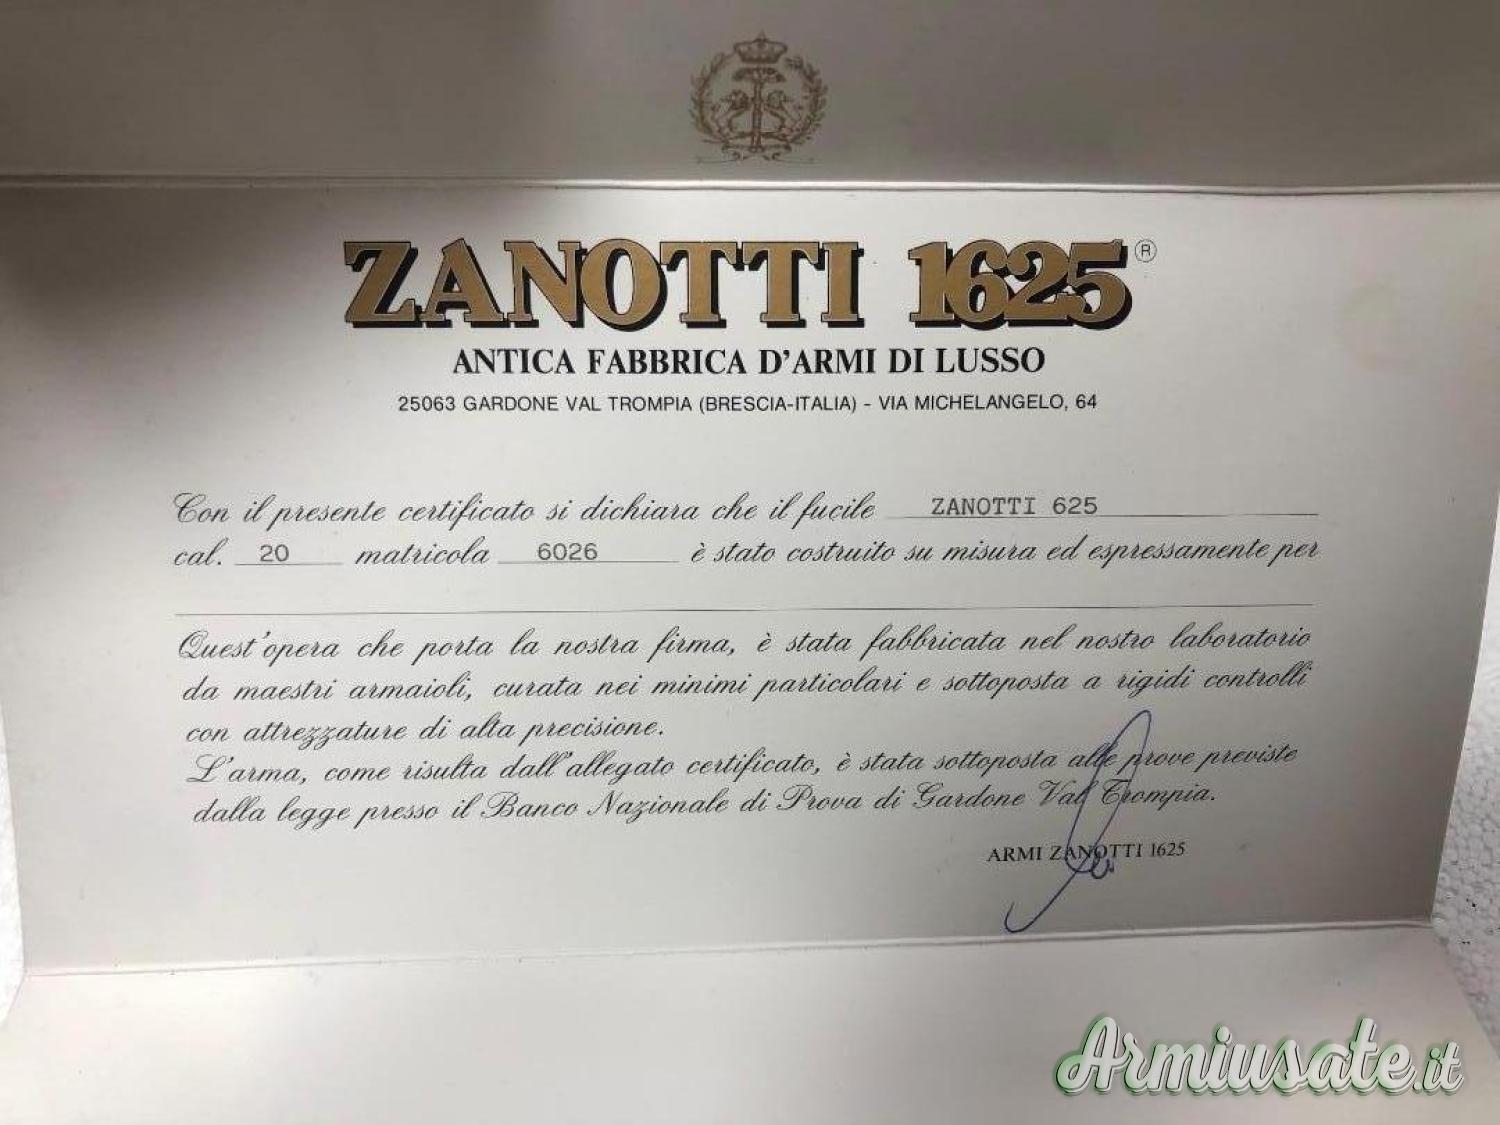 ZANOTTI 1625®
ANTICA FABBRICA D'ARMI DI LUSSO
25063 GARDONE VAL TROMPIA (BRESCIA-ITALIA) - VIA MICHELANGELO, 64
Con il presente certificato si dichiara che il fucile ZANOTTI 625
cal. 20 matricola 6026 è stato costruito su misura ed espressamente per
Quest'opera che porta la nostra firma, è stata fabbricata nel nostro laboratorio
da maestri armaioli, curata nei minimi particolari e sottoposta a rigidi controlli
con attrezzature di alta precisione.
L'arma, come risulta dall'allegato certificato, è stata sottoposta alle prove previste
dalla legge presso il Banco Nazionale di Prova di Gardone Val Trompia.
ARMI ZANOTTI 1625
Armiusate.it